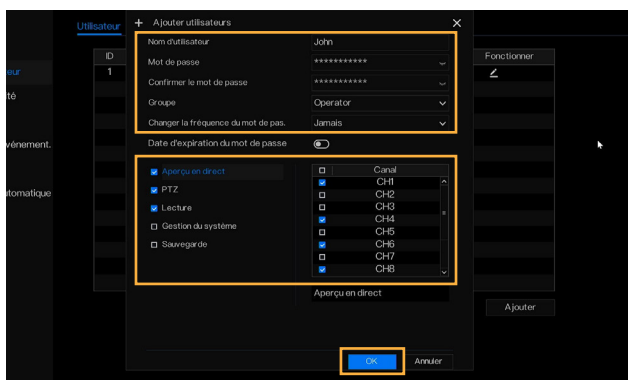 Utilisateur
+ Ajouter utilisateurs
Nom d'utilisateur John
ID
Mot de passe ***********
Fonctionner
1
eur
Confirmer le mot de passe ***********
té
Groupe Operator
Changer la fréquence du mot de pas. Jamais
vénement.
Date d'expiration du mot de passe
Aperçu en direct
Canal
CH1
PTZ
CH2
tomatique
Lecture
CH3
CH4
Gestion du système
CH5
Sauvegarde
CH6
CH7
CH8
Aperçu en direct
Ajouter
OK Annuler